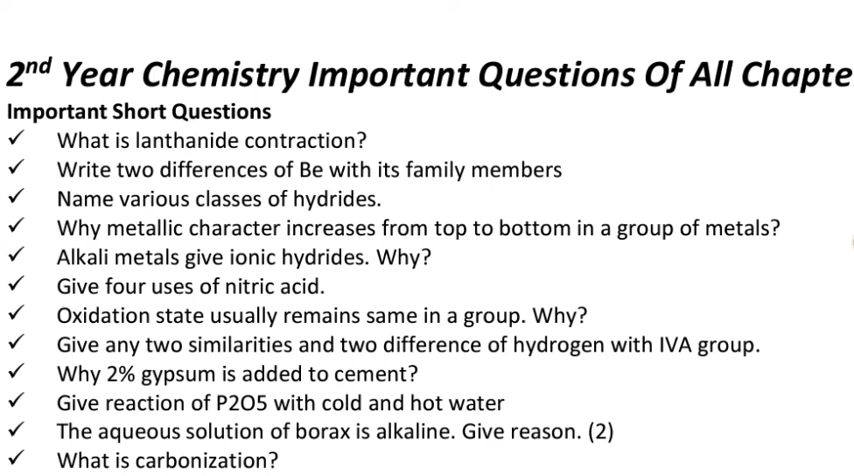 2nd Year Chemistry Important Questions Of All Chapte
Important Short Questions
✓ What is lanthanide contraction?
✓ Write two differences of Be with its family members
✓ Name various classes of hydrides.
✓ Why metallic character increases from top to bottom in a group of metals?
✓ Alkali metals give ionic hydrides. Why?
✓ Give four uses of nitric acid.
✓ Oxidation state usually remains same in a group. Why?
✓ Give any two similarities and two difference of hydrogen with IVA group.
✓ Why 2% gypsum is added to cement?
✓ Give reaction of P2O5 with cold and hot water
✓ The aqueous solution of borax is alkaline. Give reason. (2)
✓ What is carbonization?